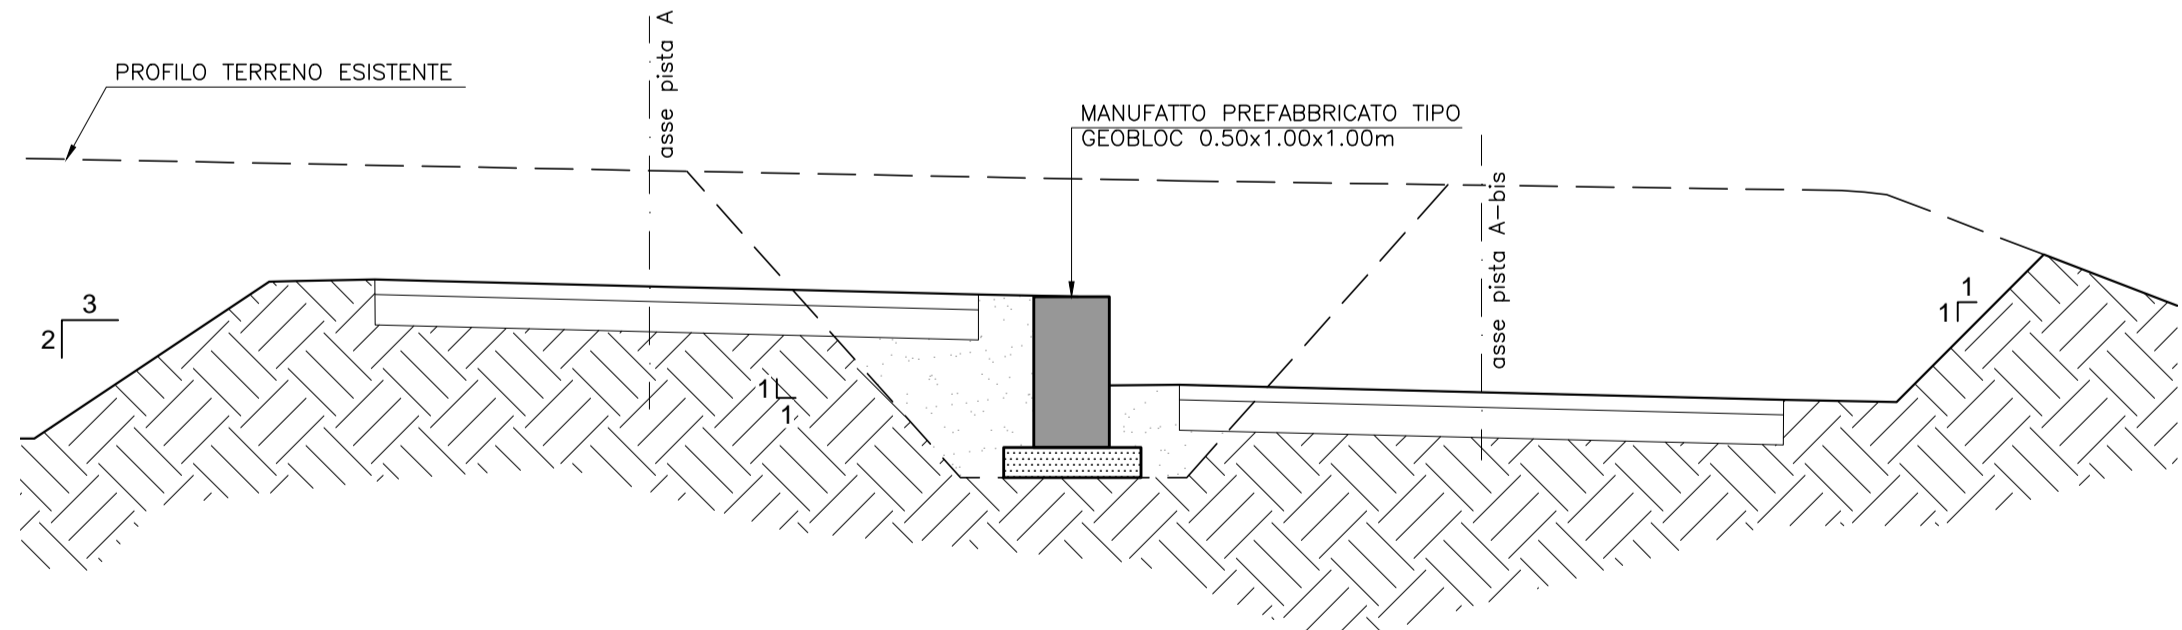 asse pista A
PROFILO TERRENO ESISTENTE
MANUFATTO PREFABBRICATO TIPO
GEOBLOC 0.50x1.00x1.00m
asse pista A-bis
3
2
1
1
1
1